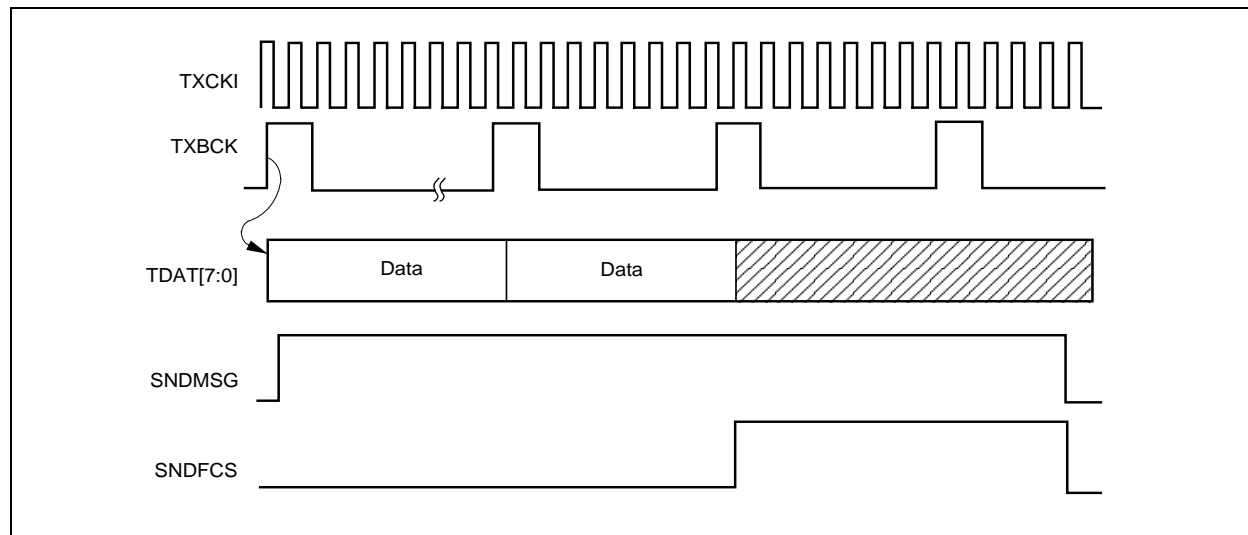 TXCKI
TXBCK
TDAT[7:0]
Data
Data
SNDMSG
SNDFCS